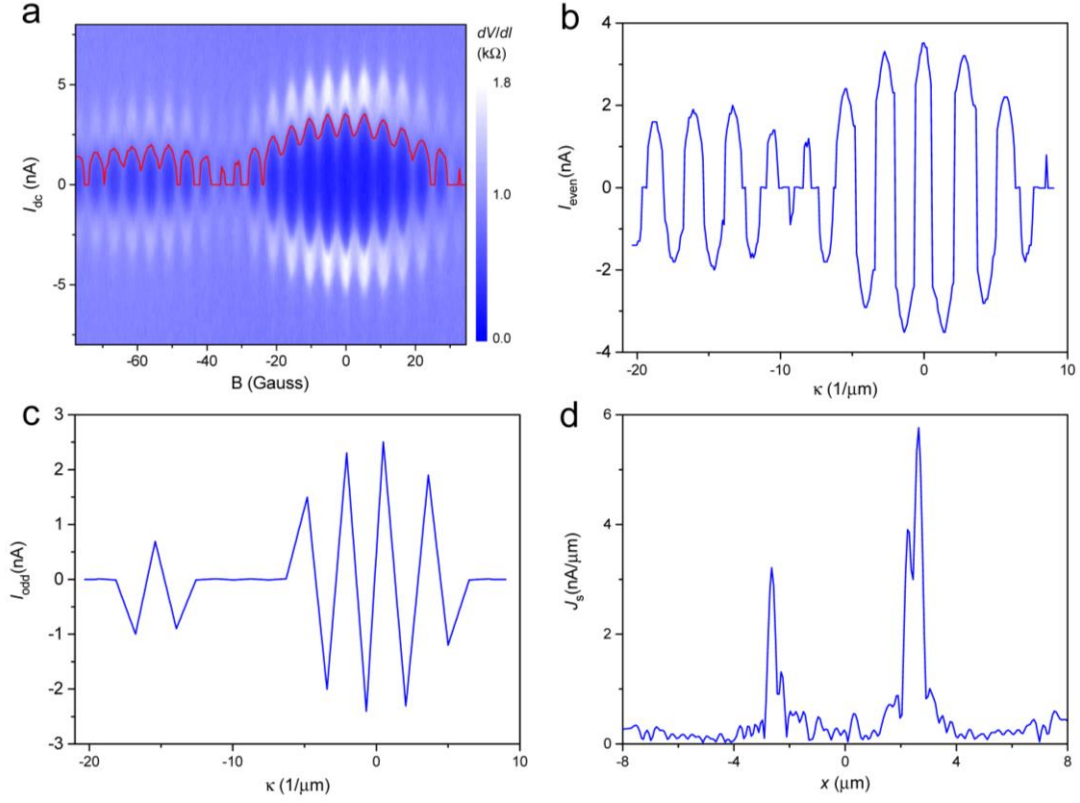 a
dV/dI
(kΩ)
1.8
1.0
0.0
5
0
-5
I_dc (nA)
-60 -40 -20 0 20
B (Gauss)
b
4
2
0
-2
-4
I_even(nA)
-20 -10 0 10
κ (1/μm)
c
3
2
1
0
-1
-2
-3
I_odd(nA)
-20 -10 0 10
κ (1/μm)
d
6
4
2
0
J_s(nA/μm)
-8 -4 0 4 8
x (μm)